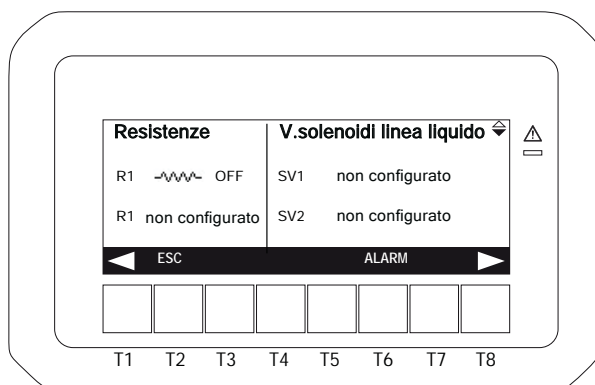 Resistenze V.solenoidi linea liquido
R1 OFF SV1 non configurato
R1 non configurato SV2 non configurato
ESC ALARM
T1 T2 T3 T4 T5 T6 T7 T8